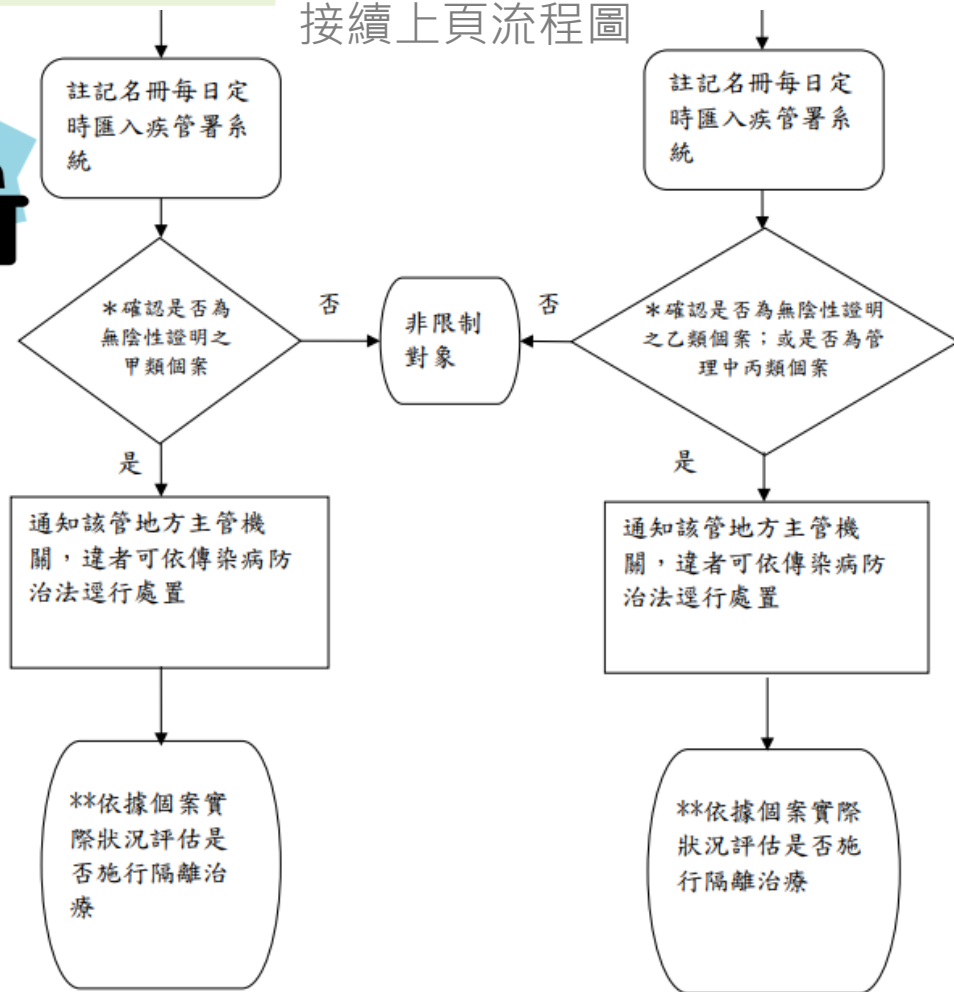 接續上頁流程圖
註記名冊每日定
時匯入疾管署系
統
註記名冊每日定
時匯入疾管署系
統
*確認是否為
無陰性證明之
甲類個案
否
非限制
對象
否
*確認是否為無陰性證明
之乙類個案;或是否為管
理中丙類個案
是
是
通知該管地方主管機
關,違者可依傳染病防
治法逕行處置
通知該管地方主管機
關,違者可依傳染病防
治法逕行處置
**依據個案實
際狀況評估是
否施行隔離治
療
**依據個案實際
狀況評估是否施
行隔離治療